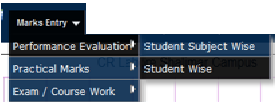 Marks Entry
Performance Evaluation
Student Subject Wise
Practical Marks
Student Wise
Exam / Course Work